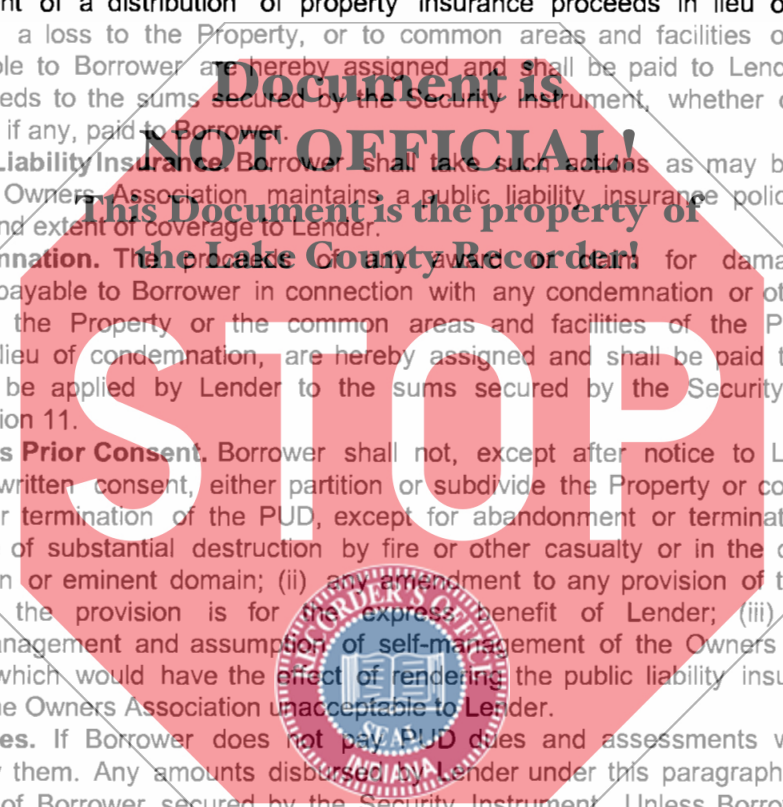 nt of a distribution of property insurance proceeds in lieu o
a loss to the Property, or to common areas and facilities o
ble to Borrower are hereby assigned and shall be paid to Lend
eds to the sums secured by the Security Instrument, whether o
if any, paid to Borrower.
Liability Insurance. Borrower shall take such actions as may b
Owners Association maintains a public liability insurance polic
nd extent of coverage to Lender.
nnation. The proceeds of any award or claim for dama
payable to Borrower in connection with any condemnation or ot
the Property or the common areas and facilities of the P
lieu of condemnation, are hereby assigned and shall be paid t
be applied by Lender to the sums secured by the Security
ion 11.
s Prior Consent. Borrower shall not, except after notice to L
written consent, either partition or subdivide the Property or co
r termination of the PUD, except for abandonment or terminat
of substantial destruction by fire or other casualty or in the c
n or eminent domain; (ii) any amendment to any provision of t
the provision is for the express benefit of Lender; (iii)
nagement and assumption of self-management of the Owners
which would have the effect of rendering the public liability insu
e Owners Association unacceptable to Lender.
es. If Borrower does not pay PUD dues and assessments w
them. Any amounts disbursed by Lender under this paragraph
of Borrower secured by the Security Instrument. Unless Borr
Document is
NOT OFFICIAL!
This Document is the property of
the Lake County Recorder!
STOP
RECORDER'S OFFICE
SEAL
INDIANA